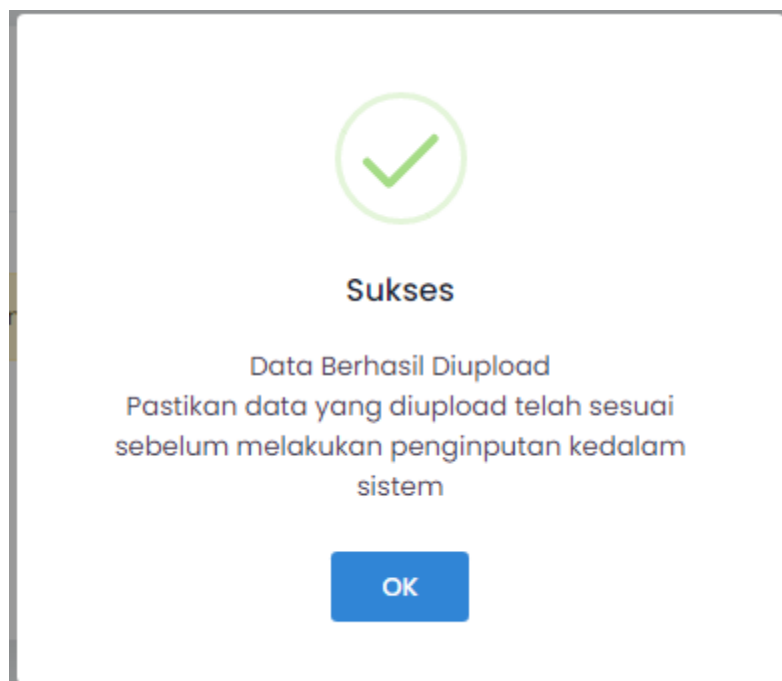 Sukses
Data Berhasil Diupload
Pastikan data yang diupload telah sesuai
sebelum melakukan penginputan kedalam
sistem
OK